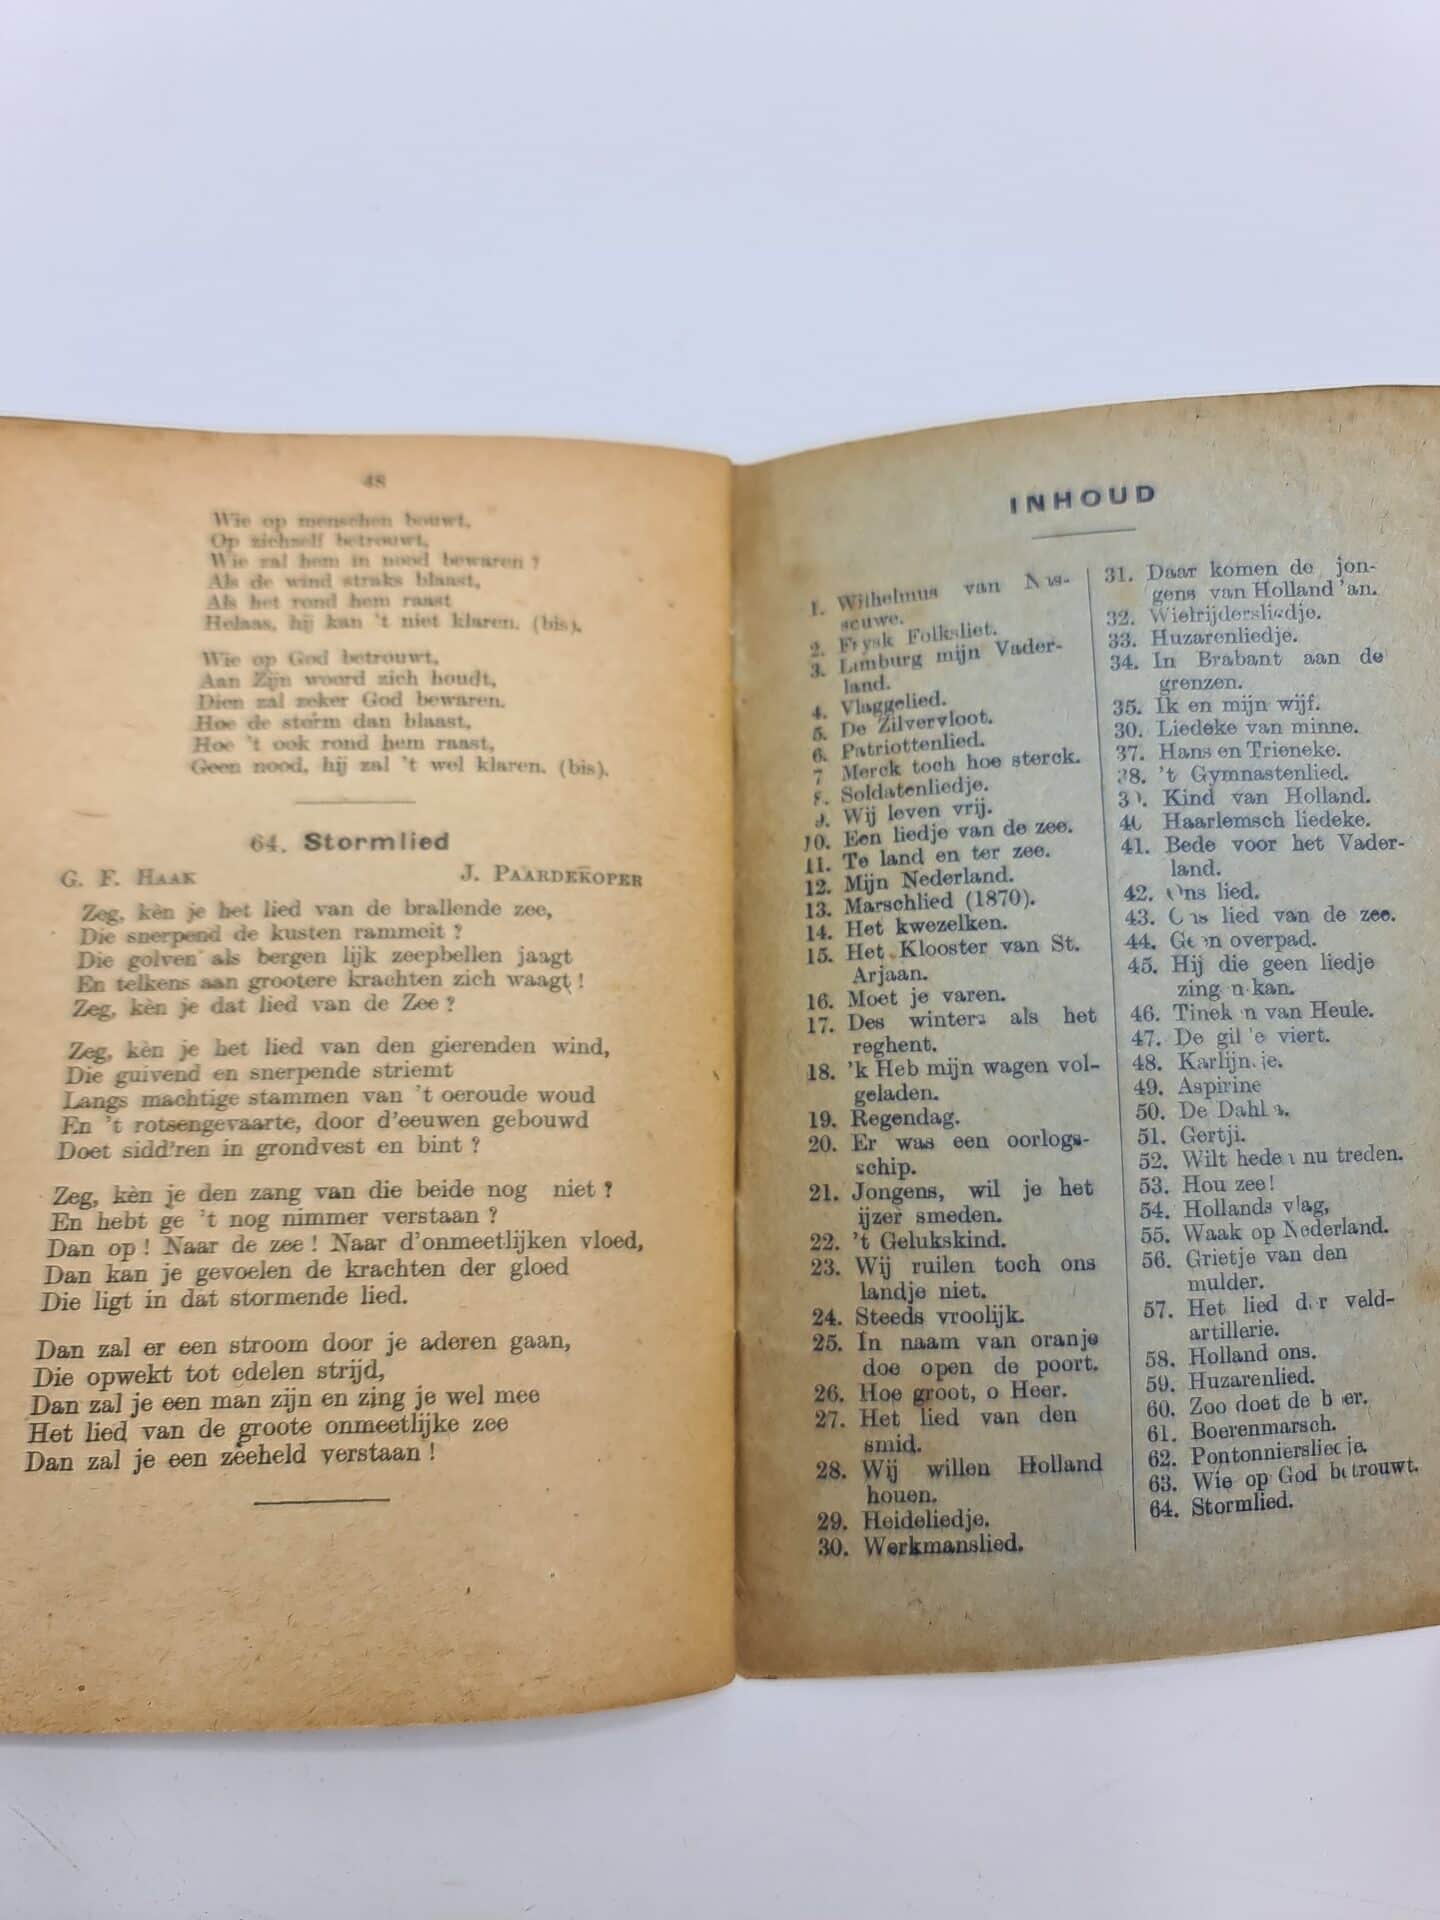 48
Wie op menschen bouwt,
Op zichzelf betrouwt,
Wie zal hem in nood bewaren?
Als de wind straks blaast,
Als het rond hem raast
Helaas, hij kan 't niet klaren. (bis).
Wie op God betrouwt,
Aan Zijn woord zich houdt,
Dien zal zeker God bewaren.
Hoe de storm dan blaast,
Hoe 't ook rond hem raast,
Geen nood, hij zal 't wel klaren. (bis).
64. Stormlied
G. F. HAAK J. PAARDEKOPER
Zeg, kèn je het lied van de brallende zee,
Die snerpend de kusten rammeit?
Die golven als bergen lijk zeepbellen jaagt
En telkens aan grootere krachten zich waagt!
Zeg, kèn je dat lied van de Zee?
Zeg, kèn je het lied van den gierenden wind,
Die guivend en snerpende striemt
Langs machtige stammen van 't oeroude woud
En 't rotsengevaarte, door d'eeuwen gebouwd
Doet sidd'ren in grondvest en bint?
Zeg, kèn je den zang van die beide nog niet?
En hebt ge 't nog nimmer verstaan?
Dan op! Naar de zee! Naar d'onmeetlijken vloed,
Dan kan je gevoelen de krachten der gloed
Die ligt in dat stormende lied.
Dan zal er een stroom door je aderen gaan,
Die opwekt tot edelen strijd,
Dan zal je een man zijn en zing je wel mee
Het lied van de groote onmeetlijke zee
Dan zal je een zeeheld verstaan!
INHOUD
1. Wilhelmus van Nas-
souwe.
2. Frysk Folksliet.
3. Limburg mijn Vader-
land.
4. Vlaggelied.
5. De Zilvervloot.
6. Patriottenlied.
7 Merck toch hoe sterck.
8. Soldatenliedje.
9. Wij leven vrij.
10. Een liedje van de zee.
11. Te land en ter zee.
12. Mijn Nederland.
13. Marschlied (1870).
14. Het kwezelken.
15. Het Klooster van St.
Arjaan.
16. Moet je varen.
17. Des winters als het
reghent.
18. 'k Heb mijn wagen vol-
geladen.
19. Regendag.
20. Er was een oorlogs-
schip.
21. Jongens, wil je het
ijzer smeden.
22. 't Gelukskind.
23. Wij ruilen toch ons
landje niet.
24. Steeds vroolijk.
25. In naam van oranje
doe open de poort.
26. Hoe groot, o Heer.
27. Het lied van den
smid.
28. Wij willen Holland
houen.
29. Heideliedje.
30. Werkmanslied.
31. Daar komen de jon-
gens van Holland 'an.
32. Wielrijdersliedje.
33. Huzarenliedje.
34. In Brabant aan de
grenzen.
35. Ik en mijn wijf.
30. Liedeke van minne.
37. Hans en Trieneke.
38. 't Gymnastenlied.
39. Kind van Holland.
40 Haarlemsch liedeke.
41. Bede voor het Vader-
land.
42. Ons lied.
43. Ons lied van de zee.
44. Geen overpad.
45. Hij die geen liedje
zingen kan.
46. Tineken van Heule.
47. De gilde viert.
48. Karlijntje.
49. Aspirine
50. De Dahlia.
51. Gertji.
52. Wilt heden nu treden.
53. Hou zee!
54. Hollands vlag,
55. Waak op Nederland.
56. Grietje van den
mulder.
57. Het lied der veld-
artillerie.
58. Holland ons.
59. Huzarenlied.
60. Zoo doet de boer.
61. Boerenmarsch.
62. Pontonniersliedje.
63. Wie op God betrouwt.
64. Stormlied.